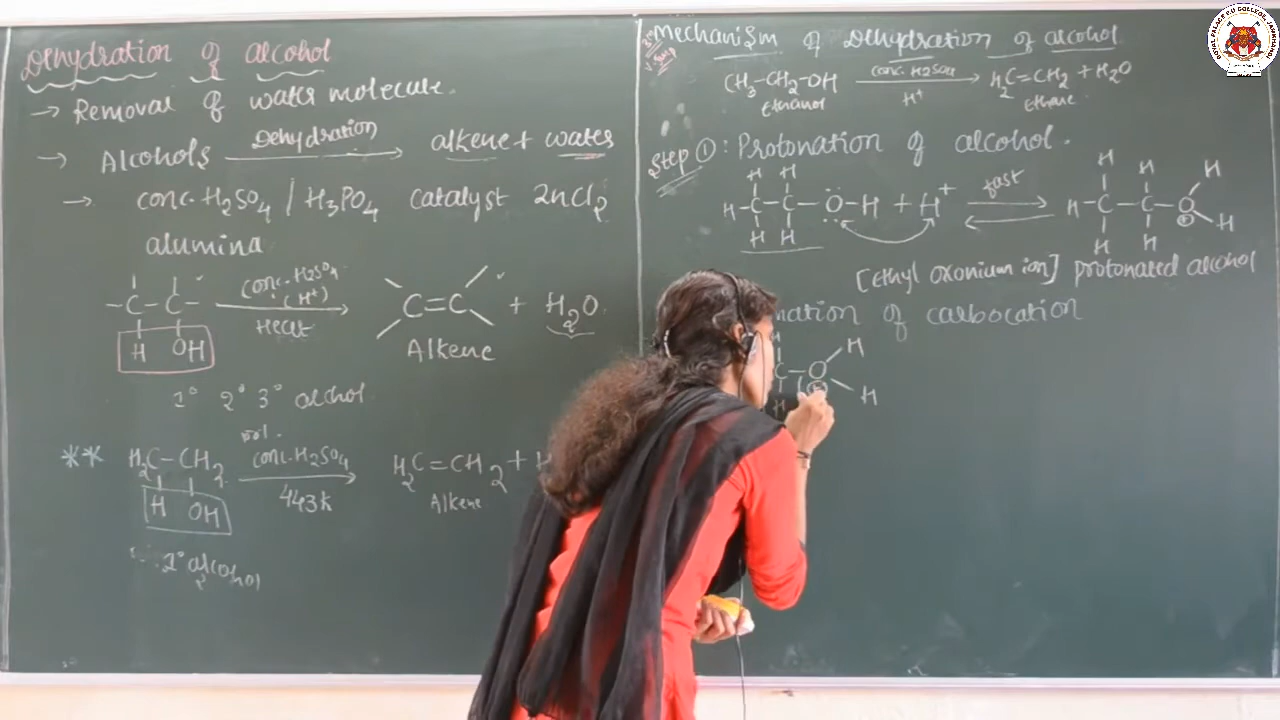 Dehydration of alcohol
→ Removal of water molecule.
→ Alcohols Dehydration → alkene + water
→ conc. H2SO4 / H3PO4 catalyst ZnCl2
alumina
-C-C- conc. H2SO4 (H+) Heat → C=C + H2O.
H OH
Alkene
1° 2° 3° alcohol
** H2C-CH2 conc-H2SO4 443k → H2C=CH2 + H
H OH
Alkene
1° alcohol
Mechanism of Dehydration of alcohol
CH3-CH2-OH conc. H2SO4 H+ → H2C=CH2 + H2O
Ethanol
Step ①: Protonation of alcohol.
H H H H H
H-C-C-O-H + H+ fast H-C-C-O
H H H H ⊕ H
[Ethyl oxonium ion] protonated alcohol
mation of carbocation
H
C-O
H ⊕ H